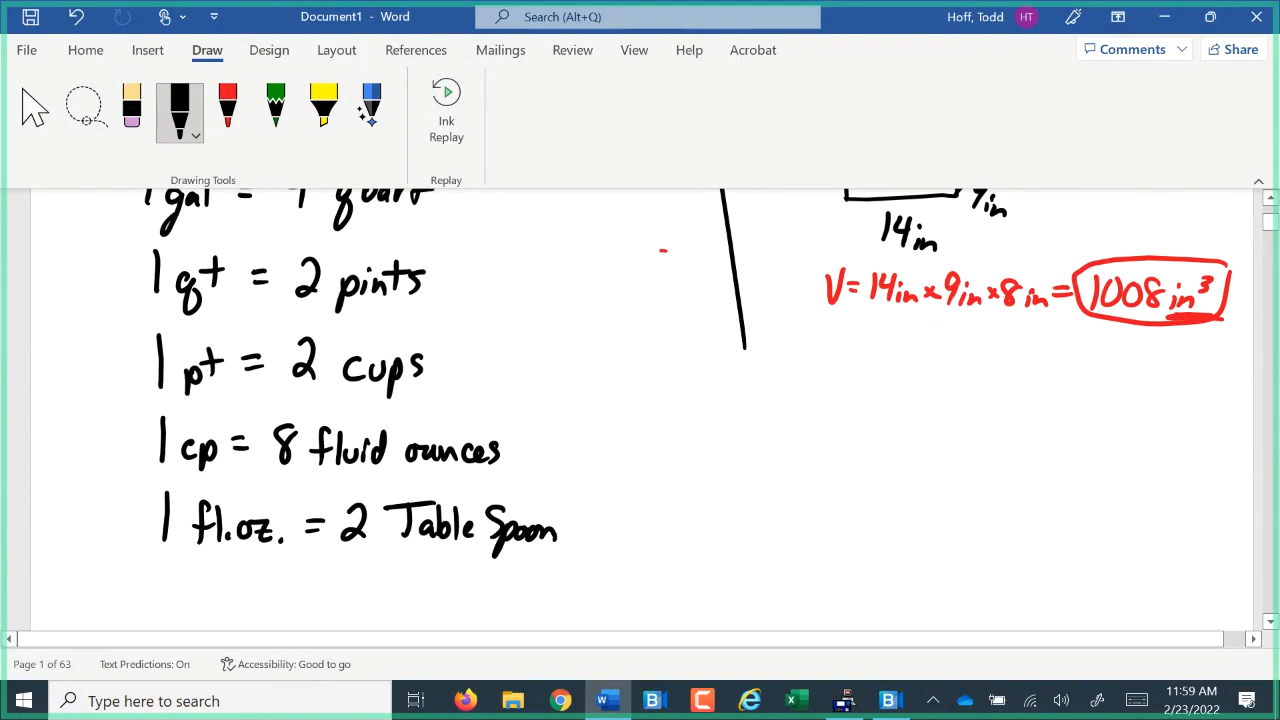 Document1 - Word
Search (Alt+Q)
Hoff, Todd
HT
File Home Insert Draw Design Layout References Mailings Review View Help Acrobat
Comments
Share
Ink
Replay
Drawing Tools
Replay
1 gal = 4 quart
1 qt = 2 pints
1 pt = 2 cups
1 cp = 8 fluid ounces
1 fl.oz. = 2 Table Spoon
9in
14in
V = 14in × 9in × 8in = 1008 in³
Page 1 of 63 Text Predictions: On Accessibility: Good to go
Type here to search
11:59 AM
2/23/2022